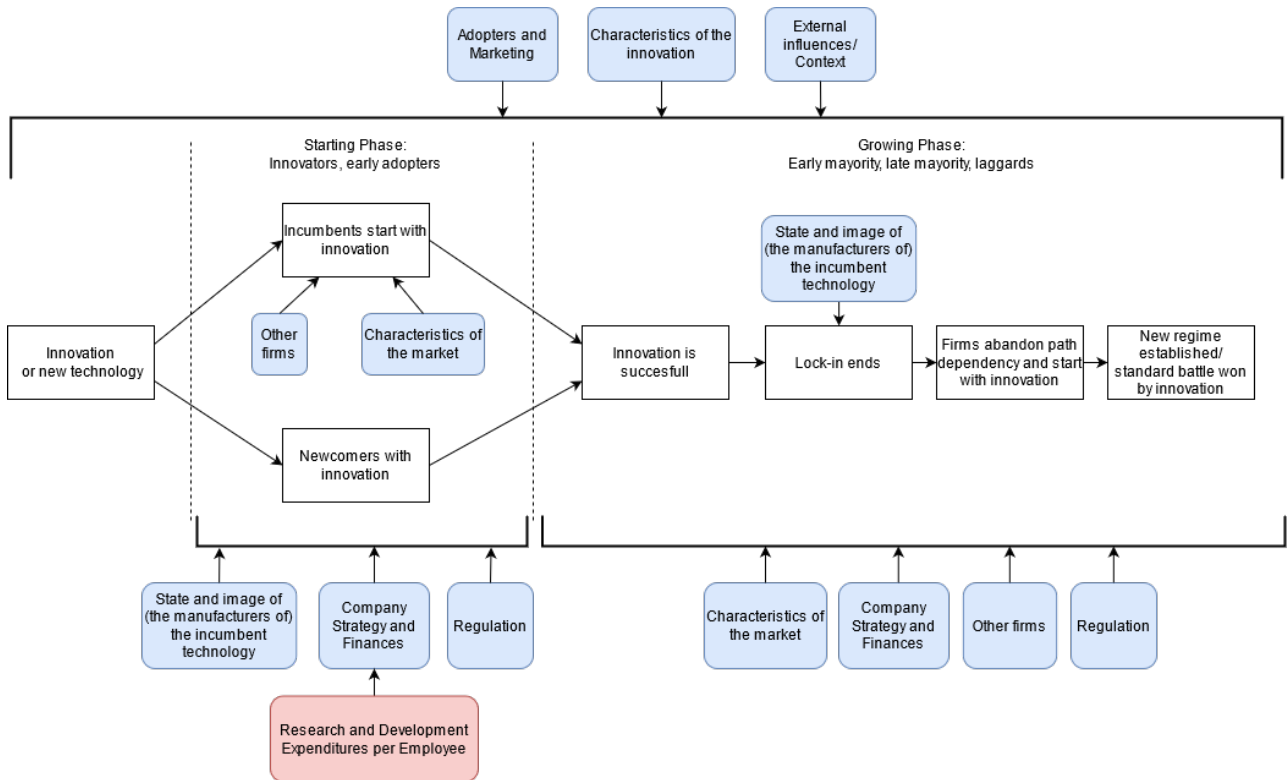 Adopters and
Marketing
Characteristics of the
innovation
External
influences/
Context
Starting Phase:
Innovators, early adopters
Growing Phase:
Early mayority, late mayority, laggards
Incumbents start with
innovation
State and image of
(the manufacturers of)
the incumbent
technology
Other
firms
Characteristics of
the market
Innovation
or new technology
Innovation is
succesfull
Lock-in ends
Firms abandon path
dependency and start
with innovation
New regime
established/
standard battle won
by innovation
Newcomers with
innovation
State and image of
(the manufacturers of)
the incumbent
technology
Company
Strategy and
Finances
Regulation
Characteristics of
the market
Company
Strategy and
Finances
Other firms
Regulation
Research and Development
Expenditures per Employee